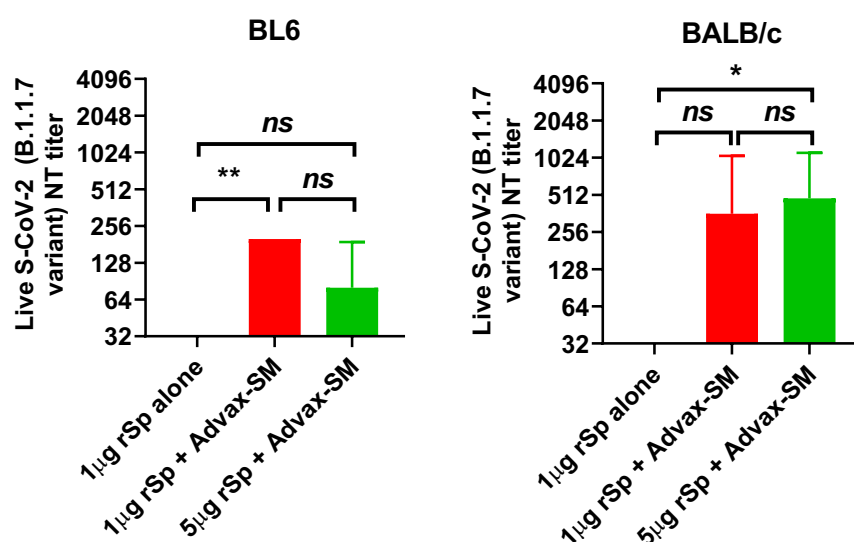 BL6
Live S-CoV-2 (B.1.1.7
variant) NT titer
4096
2048
1024
512
256
128
64
32
ns
**
ns
1µg rSp alone
1µg rSp + Advax-SM
5µg rSp + Advax-SM
BALB/c
Live S-CoV-2 (B.1.1.7
variant) NT titer
4096
2048
1024
512
256
128
64
32
*
ns
ns
1µg rSp alone
1µg rSp + Advax-SM
5µg rSp + Advax-SM